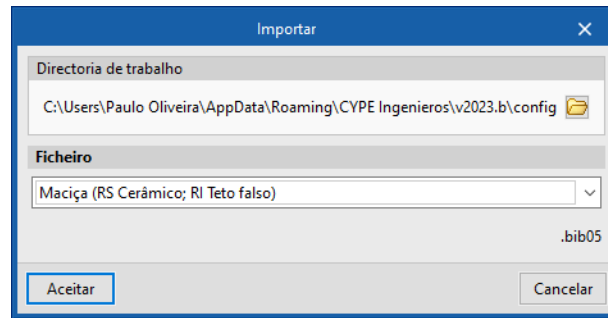 Importar
Directoria de trabalho
C:\Users\Paulo Oliveira\AppData\Roaming\CYPE Ingenieros\v2023.b\config
Ficheiro
Maciça (RS Cerâmico; RI Teto falso)
.bib05
Aceitar
Cancelar